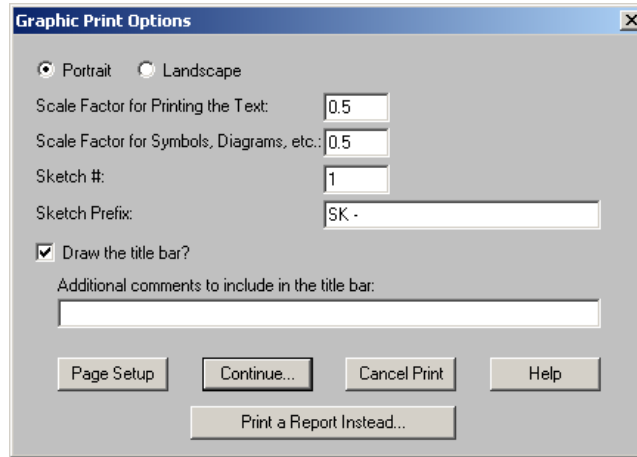 Graphic Print Options
Portrait Landscape
Scale Factor for Printing the Text: 0.5
Scale Factor for Symbols, Diagrams, etc.: 0.5
Sketch #: 1
Sketch Prefix: SK -
Draw the title bar?
Additional comments to include in the title bar:
Page Setup Continue... Cancel Print Help
Print a Report Instead...